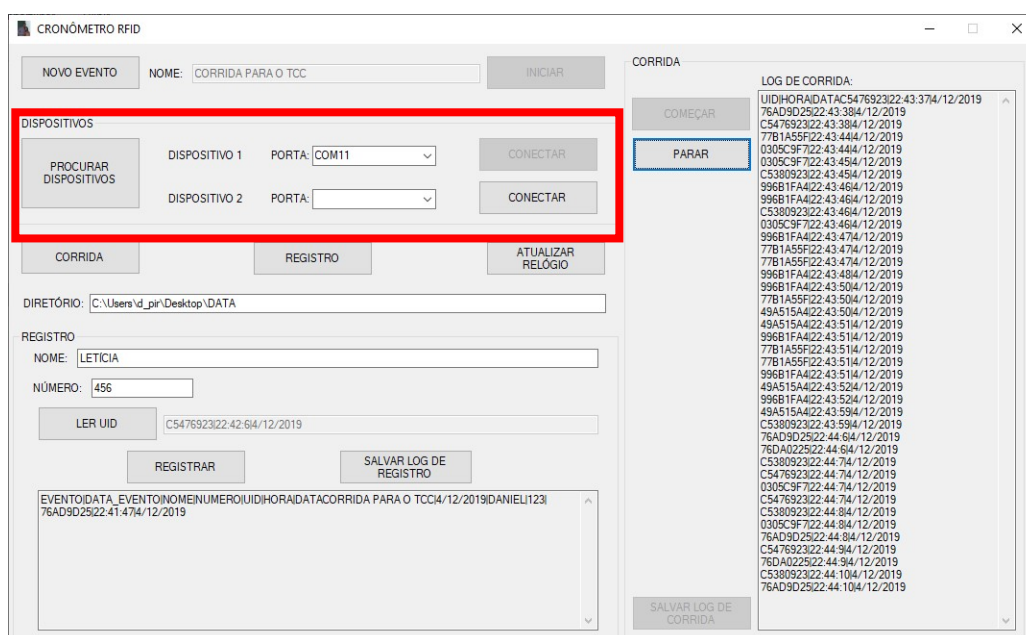 CRONÔMETRO RFID
NOVO EVENTO
NOME: CORRIDA PARA O TCC
INICIAR
DISPOSITIVOS
PROCURAR
DISPOSITIVOS
DISPOSITIVO 1 PORTA: COM11
CONECTAR
DISPOSITIVO 2 PORTA:
CONECTAR
CORRIDA
REGISTRO
ATUALIZAR
RELÓGIO
DIRETÓRIO: C:\Users\d_pir\Desktop\DATA
REGISTRO
NOME: LETÍCIA
NÚMERO: 456
LER UID
C5476923|22:42:6|4/12/2019
REGISTRAR
SALVAR LOG DE
REGISTRO
EVENTO|DATA_EVENTO|NOME|NUMERO|UID|HORA|DATACORRIDA PARA O TCC|4/12/2019|DANIEL|123|
76AD9D25|22:41:47|4/12/2019
CORRIDA
COMEÇAR
PARAR
LOG DE CORRIDA:
UID|HORA|DATAC5476923|22:43:37|4/12/2019
76AD9D25|22:43:38|4/12/2019
C5476923|22:43:38|4/12/2019
77B1A55F|22:43:44|4/12/2019
0305C9F7|22:43:44|4/12/2019
0305C9F7|22:43:45|4/12/2019
C5380923|22:43:45|4/12/2019
996B1FA4|22:43:46|4/12/2019
996B1FA4|22:43:46|4/12/2019
C5380923|22:43:46|4/12/2019
0305C9F7|22:43:46|4/12/2019
996B1FA4|22:43:47|4/12/2019
77B1A55F|22:43:47|4/12/2019
77B1A55F|22:43:47|4/12/2019
996B1FA4|22:43:48|4/12/2019
996B1FA4|22:43:50|4/12/2019
77B1A55F|22:43:50|4/12/2019
49A515A4|22:43:50|4/12/2019
49A515A4|22:43:51|4/12/2019
996B1FA4|22:43:51|4/12/2019
77B1A55F|22:43:51|4/12/2019
77B1A55F|22:43:51|4/12/2019
996B1FA4|22:43:51|4/12/2019
49A515A4|22:43:52|4/12/2019
996B1FA4|22:43:52|4/12/2019
49A515A4|22:43:59|4/12/2019
C5380923|22:43:59|4/12/2019
76AD9D25|22:44:6|4/12/2019
76DA0225|22:44:6|4/12/2019
C5380923|22:44:7|4/12/2019
C5476923|22:44:7|4/12/2019
0305C9F7|22:44:7|4/12/2019
C5476923|22:44:7|4/12/2019
C5380923|22:44:8|4/12/2019
0305C9F7|22:44:8|4/12/2019
76AD9D25|22:44:8|4/12/2019
C5476923|22:44:9|4/12/2019
76DA0225|22:44:9|4/12/2019
C5380923|22:44:10|4/12/2019
76AD9D25|22:44:10|4/12/2019
SALVAR LOG DE
CORRIDA